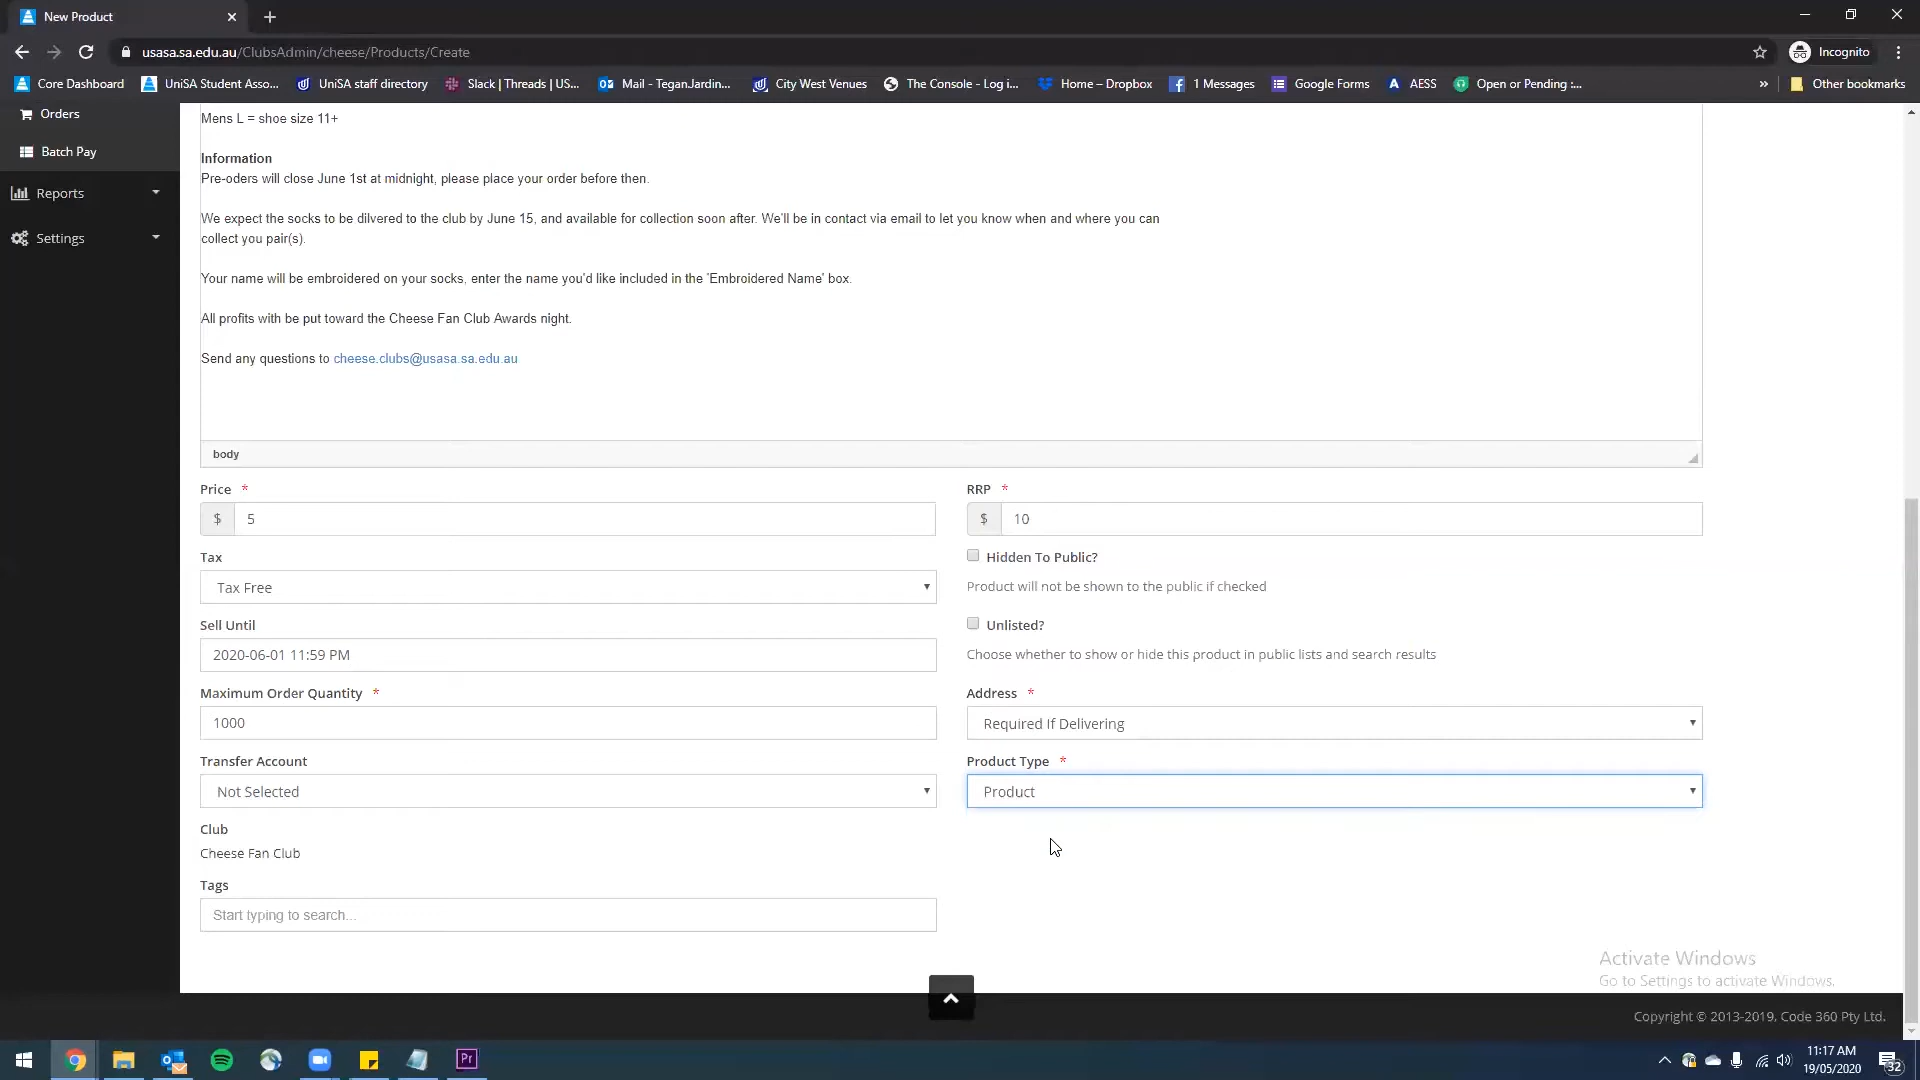 New Product
usasa.sa.edu.au/ClubsAdmin/cheese/Products/Create
Incognito
Core Dashboard
UniSA Student Asso...
UniSA staff directory
Slack | Threads | US...
Mail - TeganJardin...
City West Venues
The Console - Log i...
Home – Dropbox
1 Messages
Google Forms
AESS
Open or Pending :...
»
Other bookmarks
Orders
Batch Pay
Reports
Settings
Mens L = shoe size 11+
Information
Pre-oders will close June 1st at midnight, please place your order before then.
We expect the socks to be dilvered to the club by June 15, and available for collection soon after. We'll be in contact via email to let you know when and where you can
collect you pair(s).
Your name will be embroidered on your socks, enter the name you'd like included in the 'Embroidered Name' box.
All profits with be put toward the Cheese Fan Club Awards night.
Send any questions to cheese.clubs@usasa.sa.edu.au
body
Price *
$ 5
RRP *
$ 10
Tax
Tax Free
Hidden To Public?
Product will not be shown to the public if checked
Sell Until
2020-06-01 11:59 PM
Unlisted?
Choose whether to show or hide this product in public lists and search results
Maximum Order Quantity *
1000
Address *
Required If Delivering
Transfer Account
Not Selected
Product Type *
Product
Club
Cheese Fan Club
Tags
Start typing to search...
Activate Windows
Go to Settings to activate Windows.
Copyright © 2013-2019, Code 360 Pty Ltd.
Pr
11:17 AM
19/05/2020
32